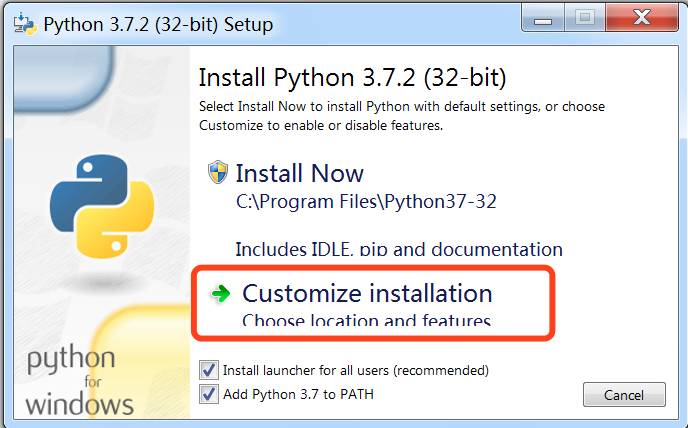 Python 3.7.2 (32-bit) Setup
Install Python 3.7.2 (32-bit)
Select Install Now to install Python with default settings, or choose
Customize to enable or disable features.
Install Now
C:\Program Files\Python37-32
Includes IDLE, pip and documentation
Customize installation
Choose location and features
Install launcher for all users (recommended)
Add Python 3.7 to PATH
python
for
windows
Cancel